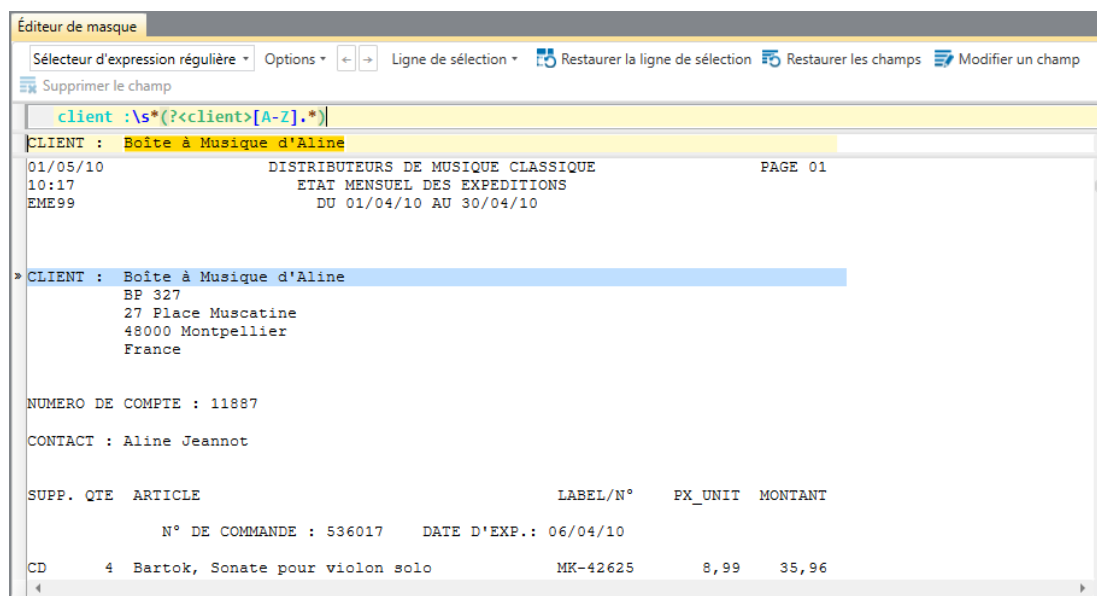 Éditeur de masque
Sélecteur d'expression régulière Options Ligne de sélection Restaurer la ligne de sélection Restaurer les champs Modifier un champ
Supprimer le champ
client :\s*(?<client>[A-Z].*)
CLIENT : Boîte à Musique d'Aline
01/05/10 DISTRIBUTEURS DE MUSIQUE CLASSIQUE PAGE 01
10:17 ETAT MENSUEL DES EXPEDITIONS
EME99 DU 01/04/10 AU 30/04/10
» CLIENT : Boîte à Musique d'Aline
BP 327
27 Place Muscatine
48000 Montpellier
France
NUMERO DE COMPTE : 11887
CONTACT : Aline Jeannot
SUPP. QTE ARTICLE LABEL/N° PX_UNIT MONTANT
N° DE COMMANDE : 536017 DATE D'EXP.: 06/04/10
CD 4 Bartok, Sonate pour violon solo MK-42625 8,99 35,96